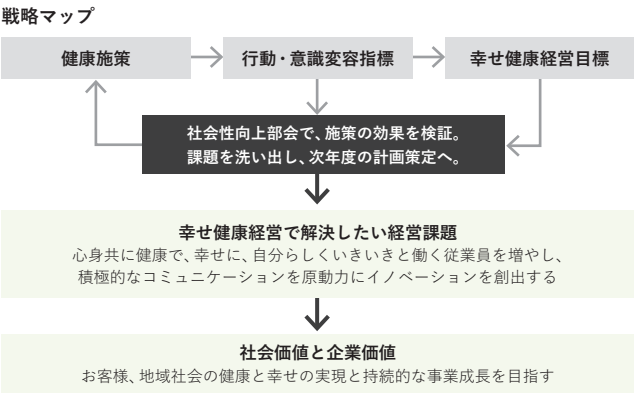 戦略マップ
健康施策
行動・意識変容指標
幸せ健康経営目標
社会性向上部会で、施策の効果を検証。
課題を洗い出し、次年度の計画策定へ。
幸せ健康経営で解決したい経営課題
心身共に健康で、幸せに、自分らしくいきいきと働く従業員を増やし、
積極的なコミュニケーションを原動力にイノベーションを創出する
社会価値と企業価値
お客様、地域社会の健康と幸せの実現と持続的な事業成長を目指す